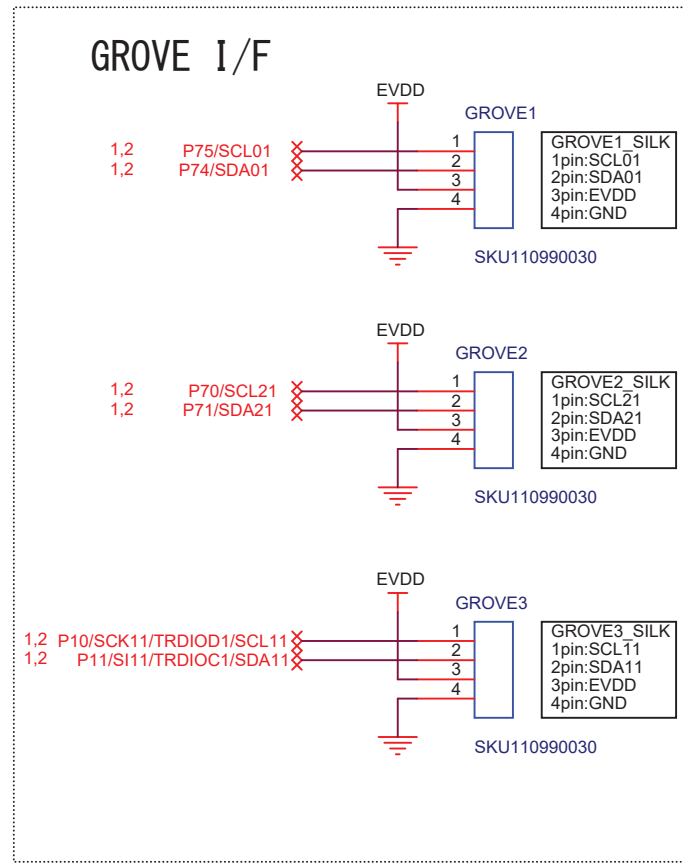 GROVE I/F
EVDD
GROVE1
1,2 P75/SCL01 1
1,2 P74/SDA01 2
3
4
GROVE1_SILK
1pin:SCL01
2pin:SDA01
3pin:EVDD
4pin:GND
SKU110990030
EVDD
GROVE2
1,2 P70/SCL21 1
1,2 P71/SDA21 2
3
4
GROVE2_SILK
1pin:SCL21
2pin:SDA21
3pin:EVDD
4pin:GND
SKU110990030
EVDD
GROVE3
1,2 P10/SCK11/TRDIOD1/SCL11 1
1,2 P11/SI11/TRDIOC1/SDA11 2
3
4
GROVE3_SILK
1pin:SCL11
2pin:SDA11
3pin:EVDD
4pin:GND
SKU110990030